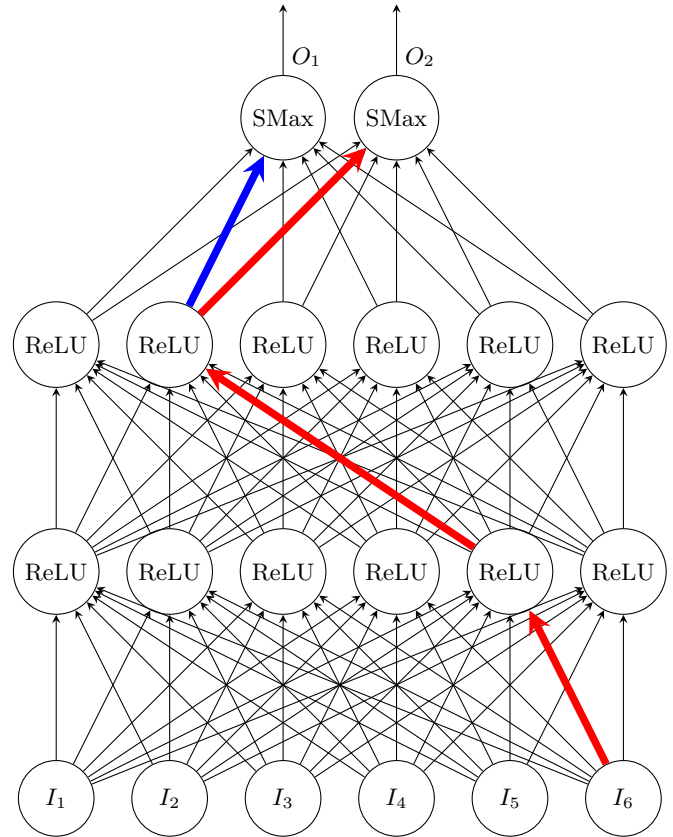 O₁ O₂
SMax SMax
ReLU ReLU ReLU ReLU ReLU ReLU
ReLU ReLU ReLU ReLU ReLU ReLU
I₁ I₂ I₃ I₄ I₅ I₆